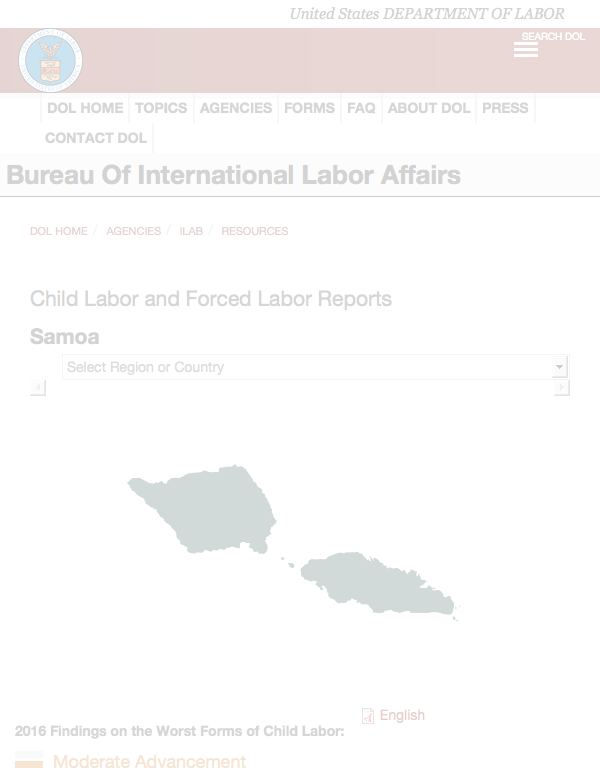 United States DEPARTMENT OF LABOR
SEARCH DOL
DOL HOME TOPICS AGENCIES FORMS FAQ ABOUT DOL PRESS
CONTACT DOL
Bureau Of International Labor Affairs
DOL HOME / AGENCIES / ILAB / RESOURCES
Child Labor and Forced Labor Reports
Samoa
Select Region or Country
English
2016 Findings on the Worst Forms of Child Labor:
Moderate Advancement